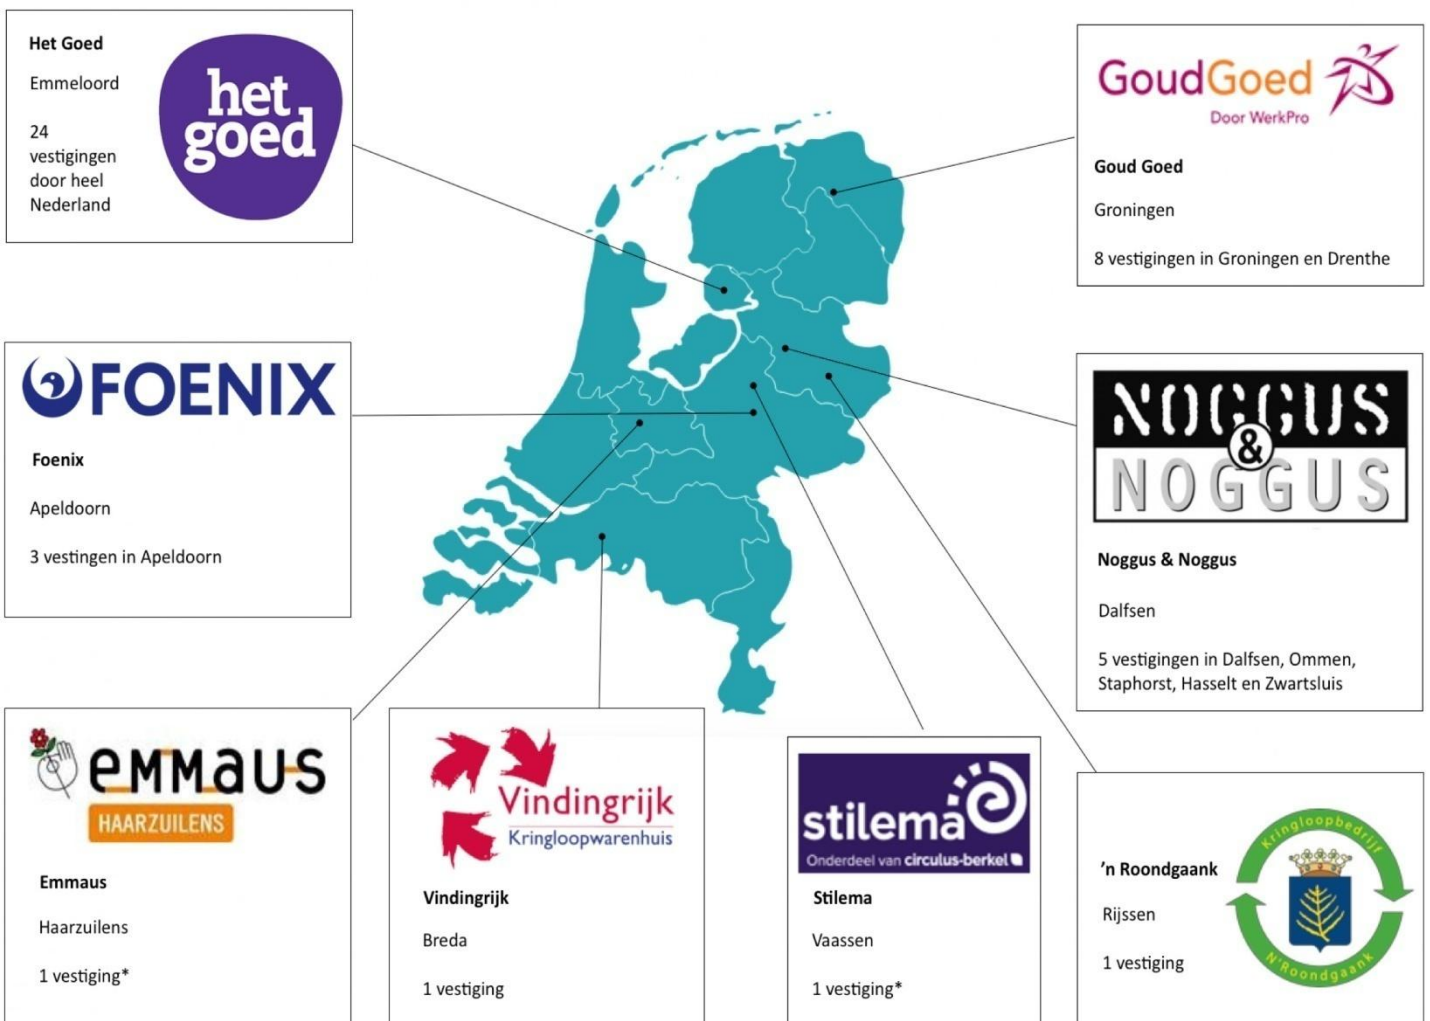 Het Goed
Emmeloord
24
vestigingen
door heel
Nederland
het
goed
GoudGoed
Door WerkPro
Goud Goed
Groningen
8 vestigingen in Groningen en Drenthe
FOENIX
Foenix
Apeldoorn
3 vestingen in Apeldoorn
NOGGUS
&
NOGGUS
Noggus & Noggus
Dalfsen
5 vestigingen in Dalfsen, Ommen,
Staphorst, Hasselt en Zwartsluis
emmaus
HAARZUILENS
Emmaus
Haarzuilens
1 vestiging*
Vindingrijk
Kringloopwarenhuis
Vindingrijk
Breda
1 vestiging
stilema
Onderdeel van circulus-berkel
Stilema
Vaassen
1 vestiging*
’n Roondgaank
Rijssen
1 vestiging
Kringloopbedrijf
N'Roondgaank